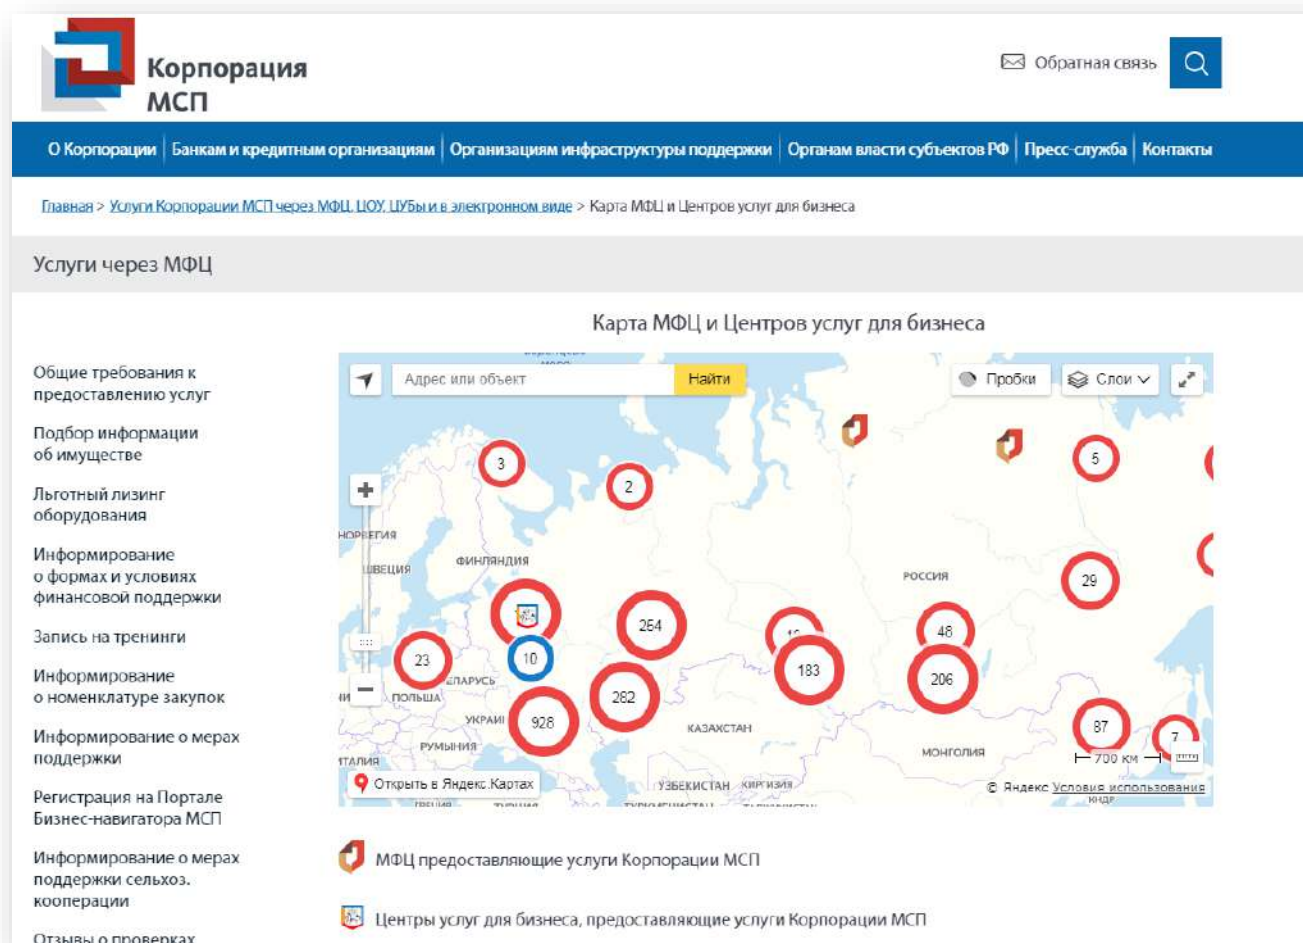 Корпорация
МСП
Обратная связь
О Корпорации
Банкам и кредитным организациям
Организациям инфраструктуры поддержки
Органам власти субъектов РФ
Пресс-служба
Контакты
Главная > Услуги Корпорации МСП через МФЦ, ЦОУ, ЦУБы и в электронном виде > Карта МФЦ и Центров услуг для бизнеса
Услуги через МФЦ
Карта МФЦ и Центров услуг для бизнеса
Общие требования к
предоставлению услуг
Подбор информации
об имуществе
Льготный лизинг
оборудования
Информирование
о формах и условиях
финансовой поддержки
Запись на тренинги
Информирование
о номенклатуре закупок
Информирование о мерах
поддержки
Регистрация на Портале
Бизнес-навигатора МСП
Информирование о мерах
поддержки сельхоз.
кооперации
Отзывы о проверках
Адрес или объект
Найти
Пробки
Слои
3
2
5
НОРВЕГИЯ
ШВЕЦИЯ
ФИНЛЯНДИЯ
РОССИЯ
29
264
48
23
10
183
206
ЕЛАРУСЬ
ПОЛЬША
282
УКРАИ
928
КАЗАХСТАН
87
7
РУМЫНИЯ
МОНГОЛИЯ
700 км
ИТАЛИЯ
Открыть в Яндекс.Картах
УЗБЕКИСТАН
КИРГИЗИЯ
© Яндекс Условия использования
МФЦ предоставляющие услуги Корпорации МСП
Центры услуг для бизнеса, предоставляющие услуги Корпорации МСП